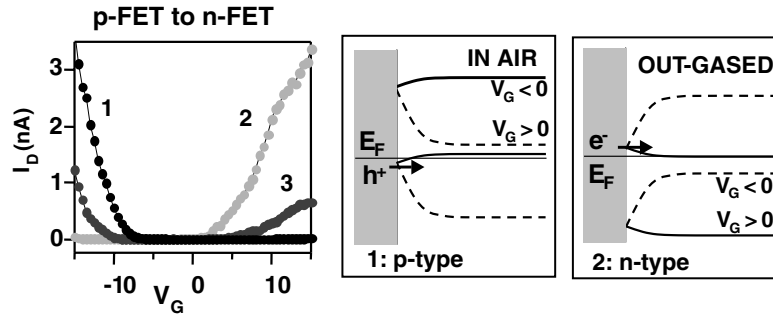 p-FET to n-FET
I_D (nA)
3
2
1
0
1
2
3
-10
0
10
V_G
IN AIR
V_G < 0
V_G > 0
E_F
h+
1: p-type
OUT-GASED
e-
E_F
V_G < 0
V_G > 0
2: n-type